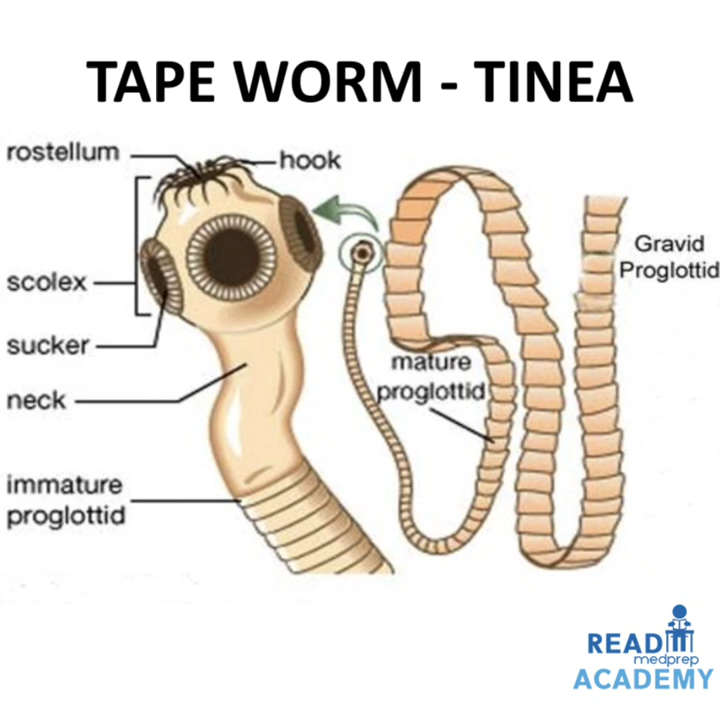 TAPE WORM - TINEA
rostellum
hook
scolex
sucker
neck
immature
proglottid
mature
proglottid
Gravid
Proglottid
READ
medprep
ACADEMY